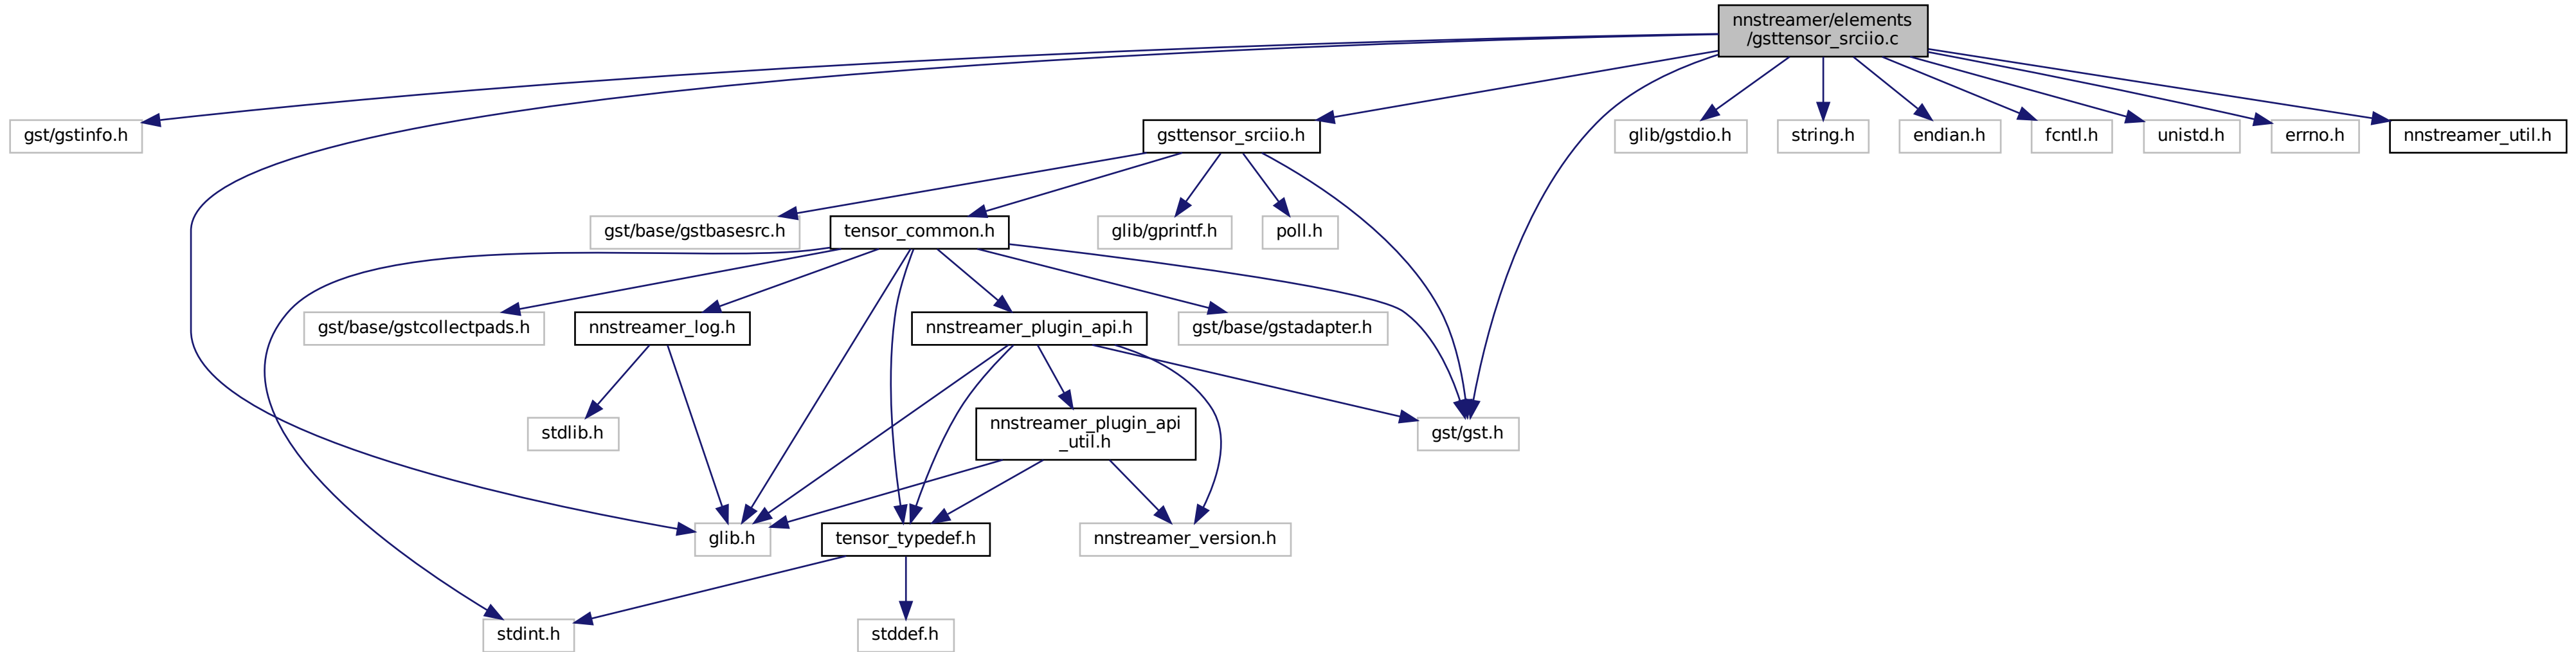 nnstreamer/elements
/gsttensor_srciio.c
gst/gstinfo.h
gsttensor_srciio.h
glib/gstdio.h
string.h
endian.h
fcntl.h
unistd.h
errno.h
nnstreamer_util.h
gst/base/gstbasesrc.h
tensor_common.h
glib/gprintf.h
poll.h
gst/base/gstcollectpads.h
nnstreamer_log.h
nnstreamer_plugin_api.h
gst/base/gstadapter.h
stdlib.h
nnstreamer_plugin_api
_util.h
gst/gst.h
glib.h
tensor_typedef.h
nnstreamer_version.h
stdint.h
stddef.h